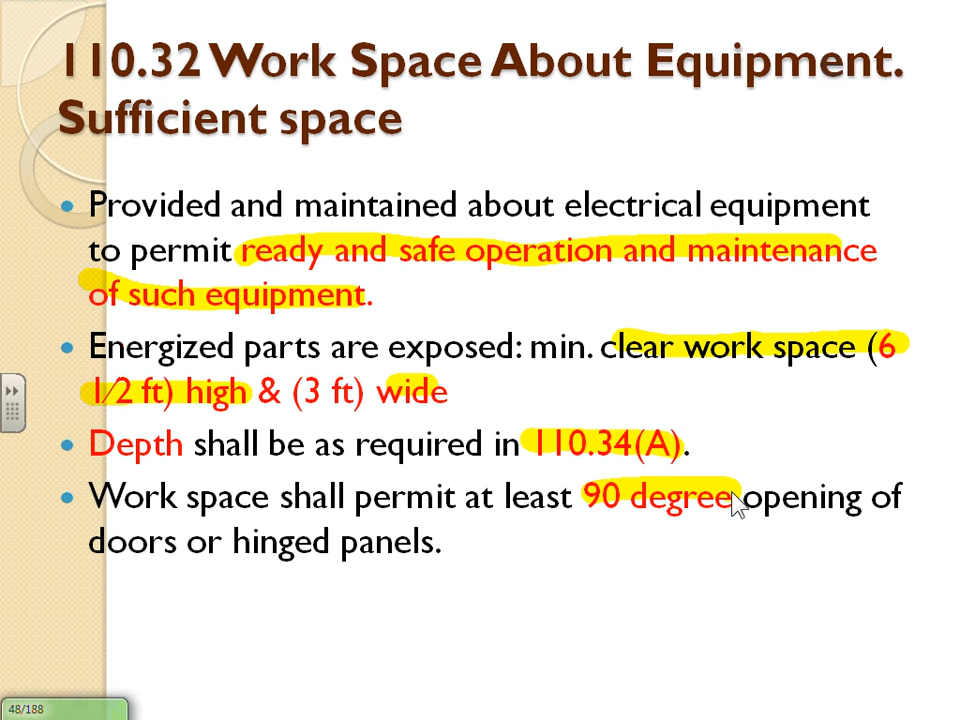 110.32 Work Space About Equipment.
Sufficient space
• Provided and maintained about electrical equipment
to permit ready and safe operation and maintenance
of such equipment.
• Energized parts are exposed: min. clear work space (6
1⁄2 ft) high & (3 ft) wide
• Depth shall be as required in 110.34(A).
• Work space shall permit at least 90 degree opening of
doors or hinged panels.
48/188